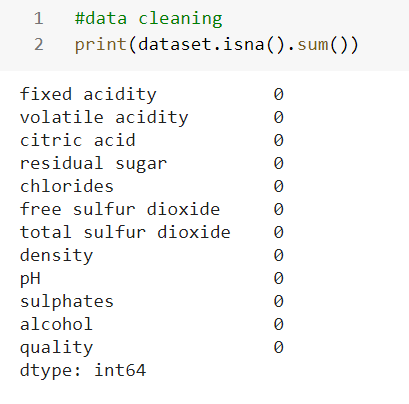 1 #data cleaning
2 print(dataset.isna().sum())
fixed acidity 0
volatile acidity 0
citric acid 0
residual sugar 0
chlorides 0
free sulfur dioxide 0
total sulfur dioxide 0
density 0
pH 0
sulphates 0
alcohol 0
quality 0
dtype: int64